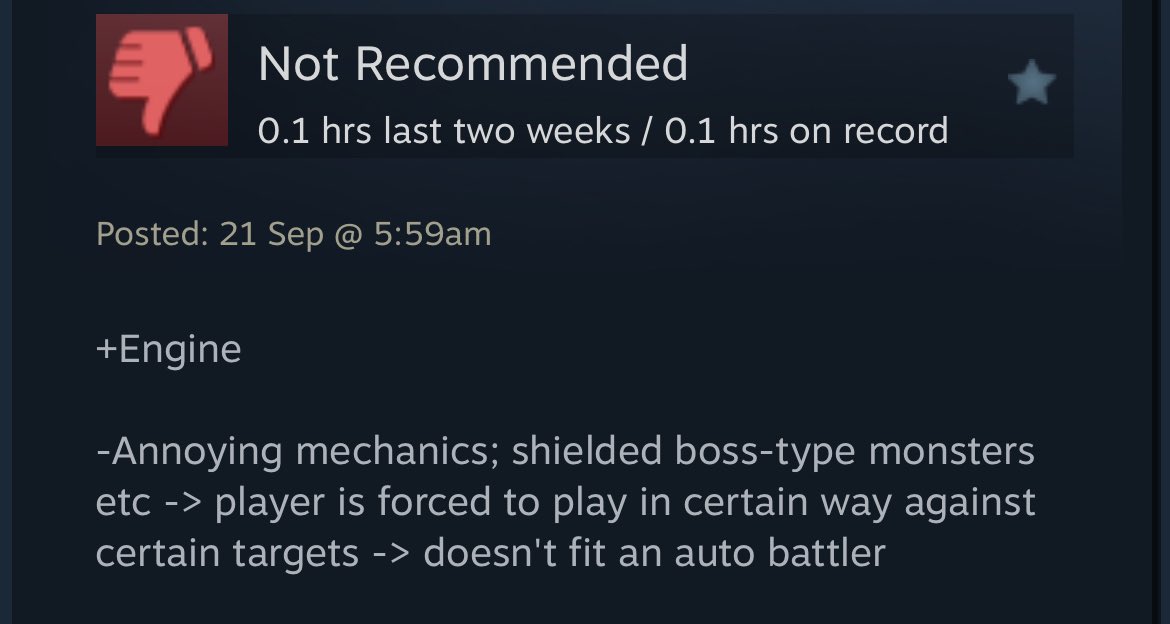 Not Recommended
0.1 hrs last two weeks / 0.1 hrs on record
Posted: 21 Sep @ 5:59am
+Engine
-Annoying mechanics; shielded boss-type monsters
etc -> player is forced to play in certain way against
certain targets -> doesn't fit an auto battler